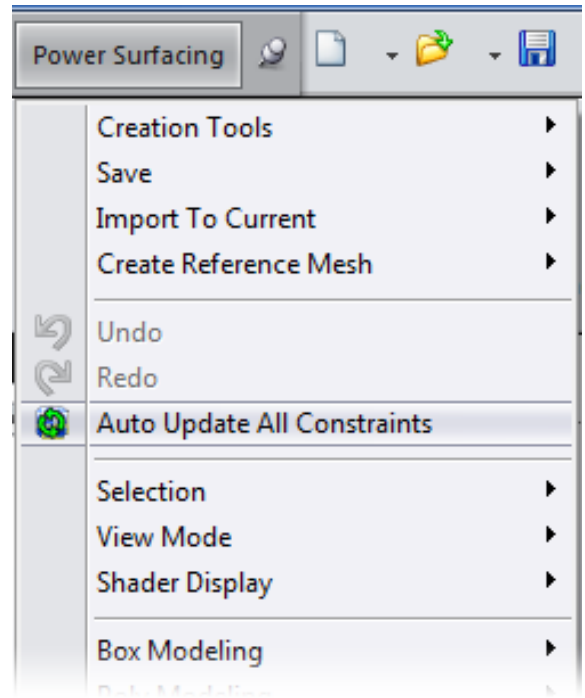 Power Surfacing
Creation Tools
Save
Import To Current
Create Reference Mesh
Undo
Redo
Auto Update All Constraints
Selection
View Mode
Shader Display
Box Modeling